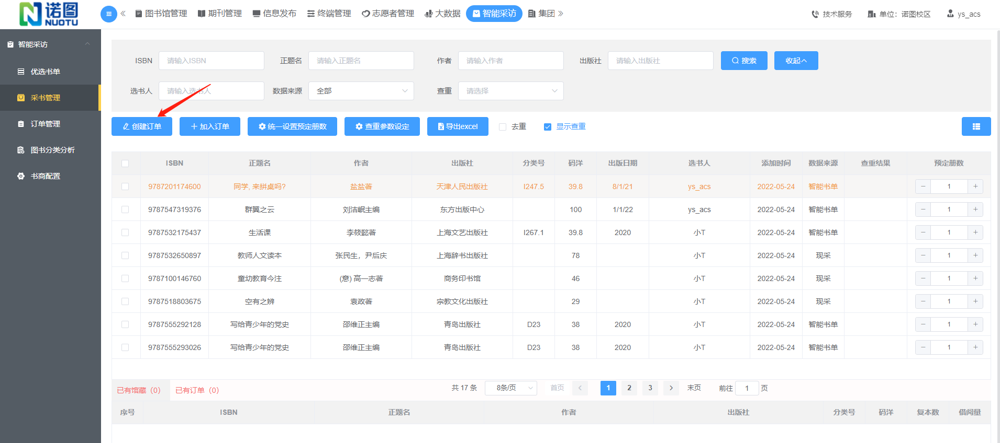 诺图
NUOTU
图书馆管理 期刊管理 信息发布 终端管理 志愿者管理 大数据 智能采访 集团 技术服务 单位：诺图校区 ys_acs
智能采访
优选书单
采书管理
订单管理
图书分类分析
书商配置
ISBN 请输入ISBN 正题名 请输入正题名 作者 请输入作者 出版社 请输入出版社 搜索 收起
选书人 请输入选书人 数据来源 全部 查重 请选择
创建订单 加入订单 统一设置预定册数 查重参数设定 导出excel 去重 显示查重
ISBN 正题名 作者 出版社 分类号 码洋 出版日期 选书人 添加时间 数据来源 查重结果 预定册数
9787201174600 同学, 来拼桌吗? 盐盐著 天津人民出版社 I247.5 39.8 8/1/21 ys_acs 2022-05-24 智能书单 − 1 +
9787547319376 群翼之云 刘洁岷主编 东方出版中心 100 1/1/22 ys_acs 2022-05-24 智能书单 − 1 +
9787532175437 生活课 李筱懿著 上海文艺出版社 I267.1 39.8 2020 小T 2022-05-24 智能书单 − 1 +
9787532650897 教师人文读本 张民生，尹后庆 上海辞书出版社 78 小T 2022-05-24 现采 − 1 +
9787100146760 童幼教育今注 (意) 高一志著 商务印书馆 46 小T 2022-05-24 现采 − 1 +
9787518803675 空有之辨 袁政著 宗教文化出版社 29 小T 2022-05-24 现采 − 1 +
9787555292128 写给青少年的党史 邵维正主编 青岛出版社 D23 38 2020 小T 2022-05-24 智能书单 − 1 +
9787555293026 写给青少年的党史 邵维正主编 青岛出版社 D23 38 2020 小T 2022-05-24 智能书单 − 1 +
已有馆藏（0） 已有订单（0） 共 17 条 8条/页 首页 < 1 2 3 > 末页 前往 1 页
序号 ISBN 正题名 作者 出版社 分类号 码洋 复本数 借阅量